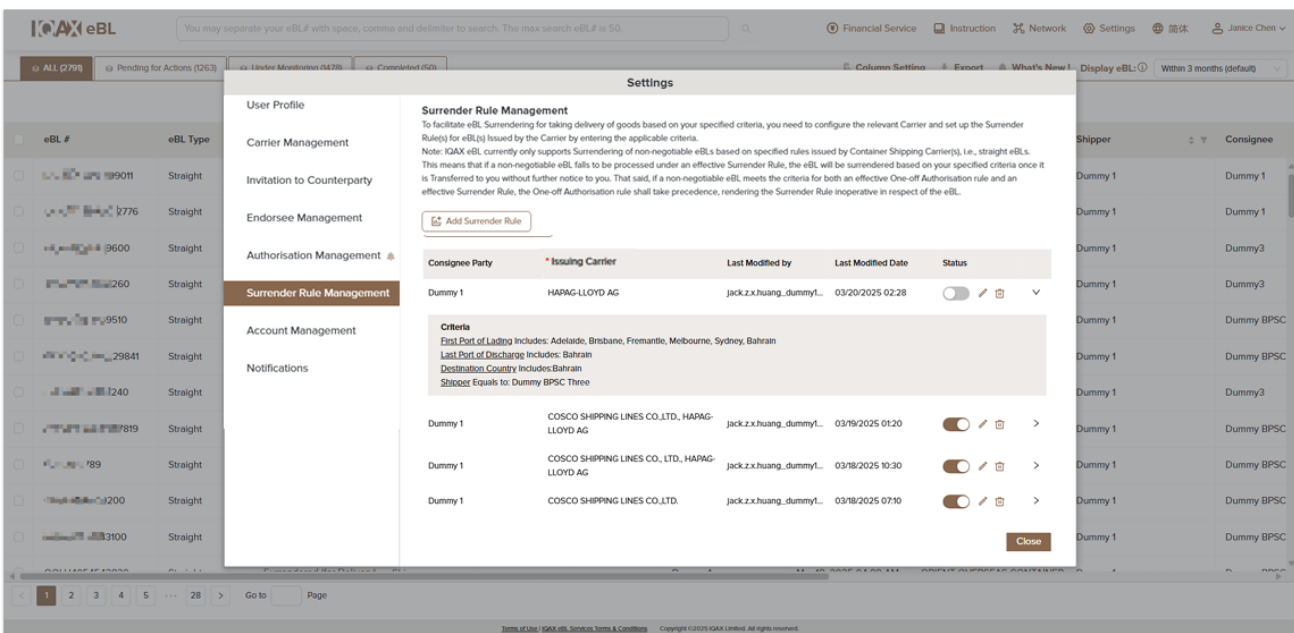 IQAX eBL
You may separate your eBL# with space, comma and delimiter to search. The max search eBL# is 50.
Financial Service
Instruction
Network
Settings
简体
Janice Chen
ALL (2791)
Pending for Actions (1263)
Under Monitoring (1478)
Completed (50)
Column Setting
Export
What's New !
Display eBL:
Within 3 months (default)
Settings
User Profile
Carrier Management
Invitation to Counterparty
Endorsee Management
Authorisation Management
Surrender Rule Management
Account Management
Notifications
Surrender Rule Management
To facilitate eBL Surrendering for taking delivery of goods based on your specified criteria, you need to configure the relevant Carrier and set up the Surrender
Rule(s) for eBL(s) Issued by the Carrier by entering the applicable criteria.
Note: IQAX eBL currently only supports Surrendering of non-negotiable eBLs based on specified rules issued by Container Shipping Carrier(s), i.e., straight eBLs.
This means that if a non-negotiable eBL falls to be processed under an effective Surrender Rule, the eBL will be surrendered based on your specified criteria once it
is Transferred to you without further notice to you. That said, if a non-negotiable eBL meets the criteria for both an effective One-off Authorisation rule and an
effective Surrender Rule, the One-off Authorisation rule shall take precedence, rendering the Surrender Rule inoperative in respect of the eBL.
Add Surrender Rule
Consignee Party * Issuing Carrier Last Modified by Last Modified Date Status
Dummy 1 HAPAG-LLOYD AG jack.z.x.huang_dummy1... 03/20/2025 02:28
Criteria
First Port of Lading Includes: Adelaide, Brisbane, Fremantle, Melbourne, Sydney, Bahrain
Last Port of Discharge Includes: Bahrain
Destination Country Includes:Bahrain
Shipper Equals to: Dummy BPSC Three
Dummy 1 COSCO SHIPPING LINES CO.,LTD., HAPAG-
LLOYD AG jack.z.x.huang_dummy1... 03/19/2025 01:20
Dummy 1 COSCO SHIPPING LINES CO., LTD., HAPAG-
LLOYD AG jack.z.x.huang_dummy1... 03/18/2025 10:30
Dummy 1 COSCO SHIPPING LINES CO.,LTD. jack.z.x.huang_dummy1... 03/18/2025 07:10
Close
eBL # eBL Type Shipper Consignee
99011 Straight Dummy 1 Dummy 1
2776 Straight Dummy 1 Dummy 1
9600 Straight Dummy 1 Dummy3
260 Straight Dummy 1 Dummy3
9510 Straight Dummy 1 Dummy BPSC
29841 Straight Dummy 1 Dummy BPSC
240 Straight Dummy 1 Dummy3
7819 Straight Dummy 1 Dummy BPSC
789 Straight Dummy 1 Dummy BPSC
200 Straight Dummy 1 Dummy BPSC
3100 Straight Dummy 1 Dummy BPSC
1 2 3 4 5 ... 28 Go to Page
Terms of Use | IQAX eBL Services Terms & Conditions Copyright ©2025 IQAX Limited. All rights reserved.